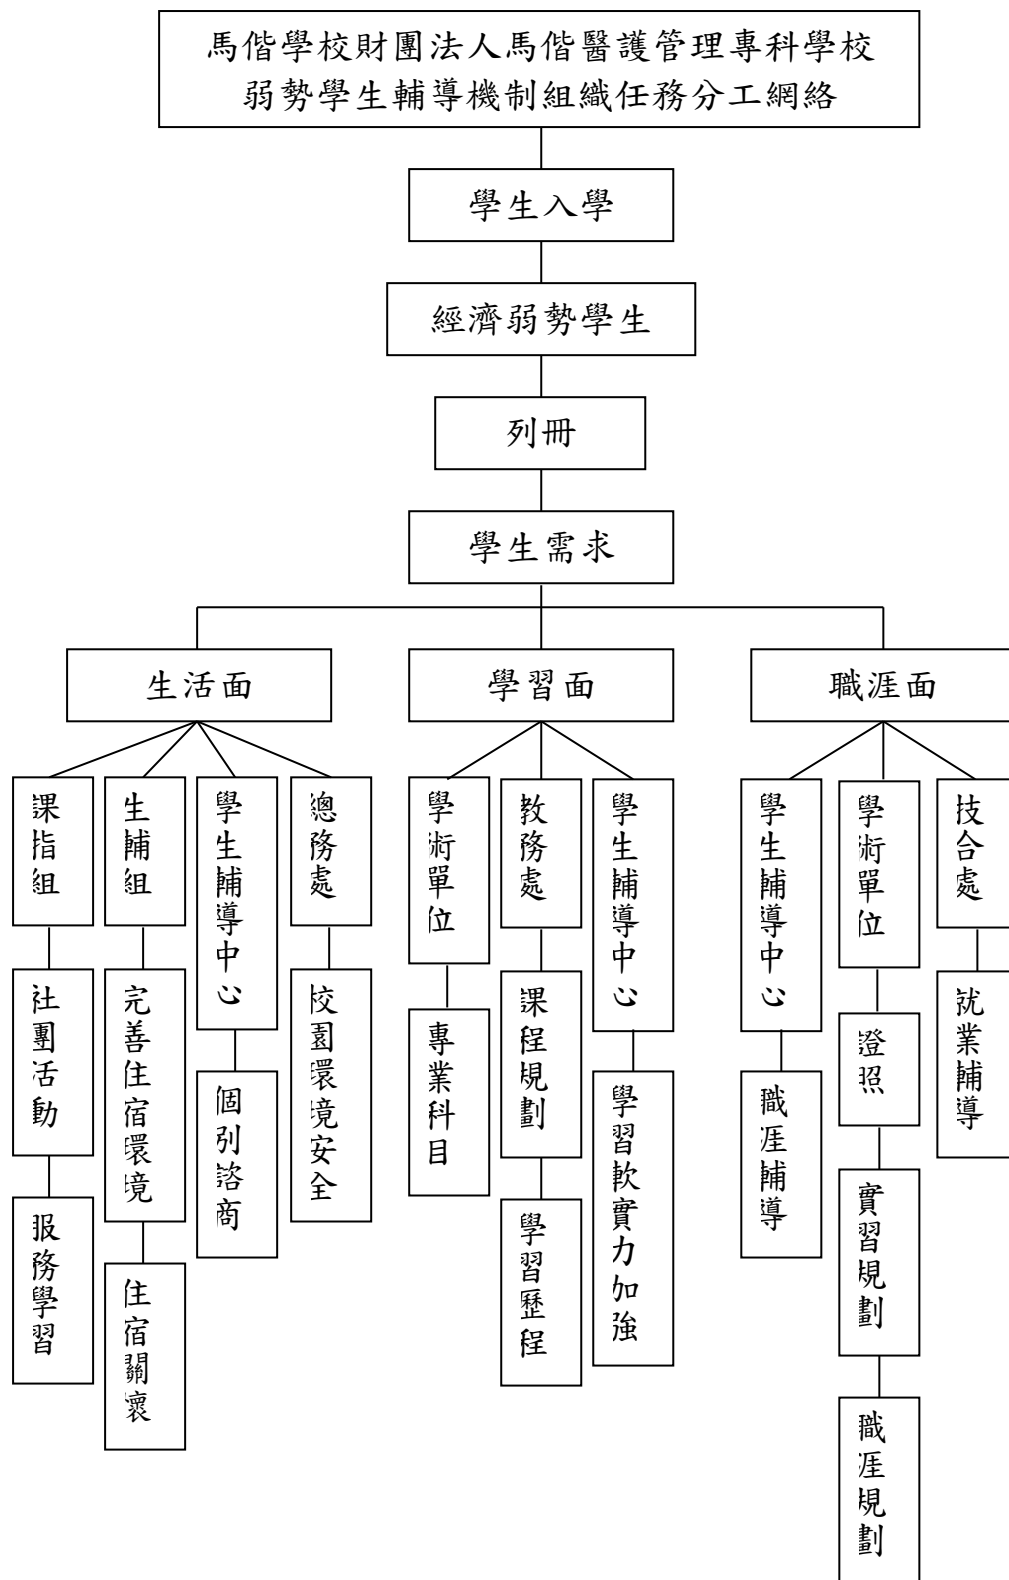 馬偕學校財團法人馬偕醫護管理專科學校
弱勢學生輔導機制組織任務分工網絡
學生入學
經濟弱勢學生
列冊
學生需求
生活面
學習面
職涯面
課指組
生輔組
學生輔導中心
總務處
學術單位
教務處
學生輔導中心
學生輔導中心
學術單位
技合處
社團活動
完善住宿環境
個別諮商
校園環境安全
專業科目
課程規劃
學習軟實力加強
職涯輔導
證照
就業輔導
服務學習
住宿關懷
學習歷程
實習規劃
職涯規劃